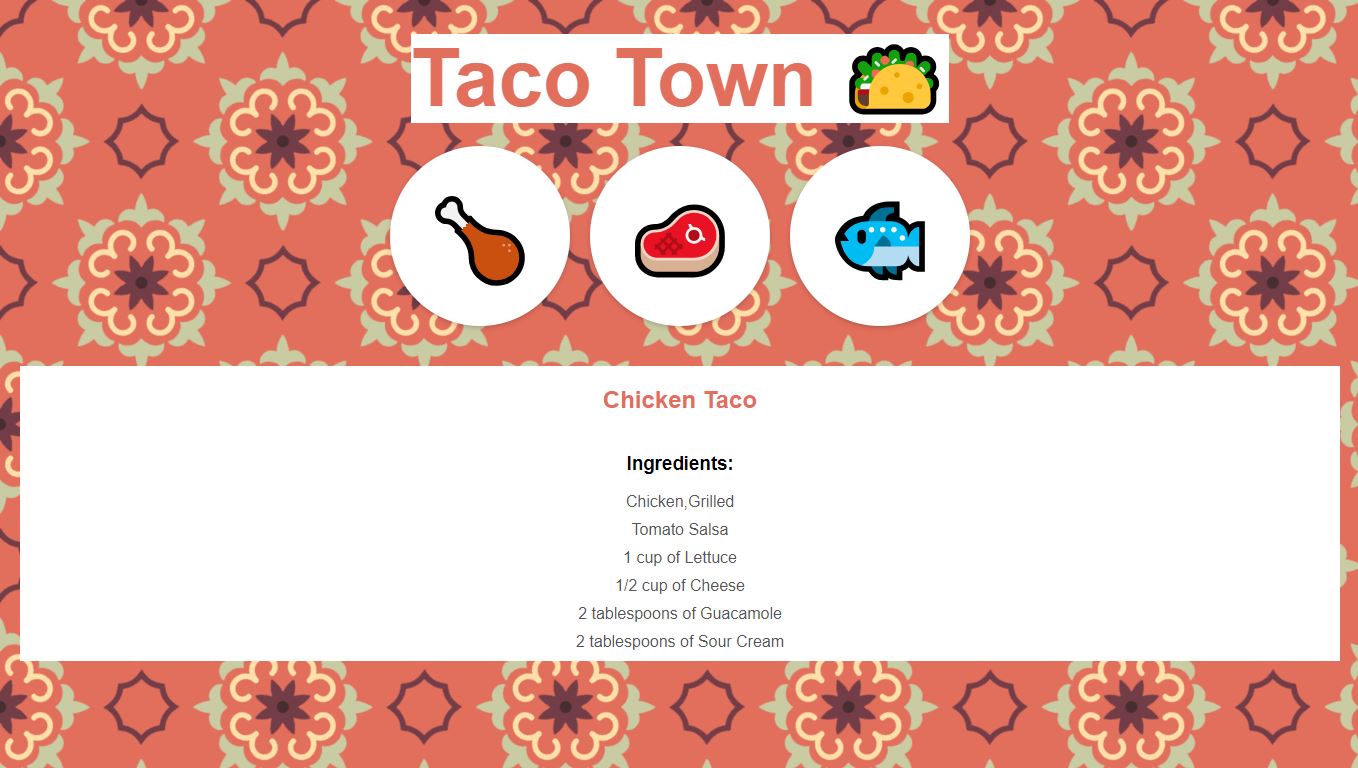 Taco Town
Chicken Taco
Ingredients:
Chicken,Grilled
Tomato Salsa
1 cup of Lettuce
1/2 cup of Cheese
2 tablespoons of Guacamole
2 tablespoons of Sour Cream